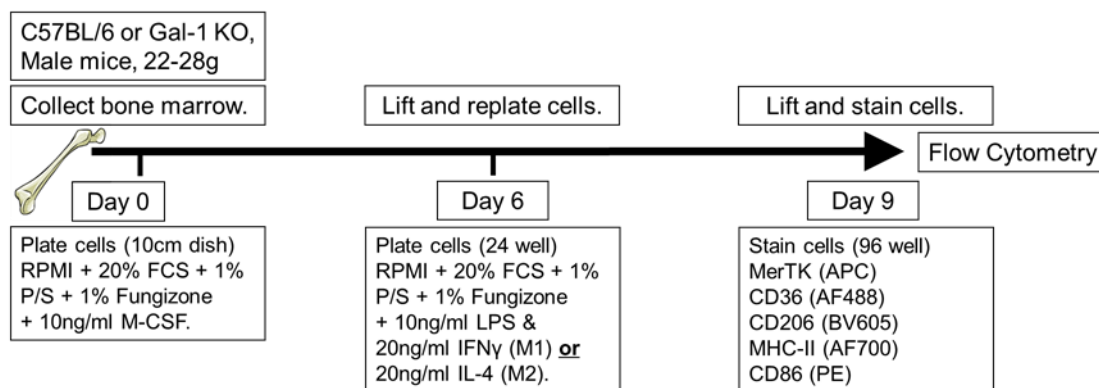 C57BL/6 or Gal-1 KO,
Male mice, 22-28g
Collect bone marrow.
Lift and replate cells.
Lift and stain cells.
Flow Cytometry
Day 0
Day 6
Day 9
Plate cells (10cm dish)
RPMI + 20% FCS + 1%
P/S + 1% Fungizone
+ 10ng/ml M-CSF.
Plate cells (24 well)
RPMI + 20% FCS + 1%
P/S + 1% Fungizone
+ 10ng/ml LPS &
20ng/ml IFNγ (M1) or
20ng/ml IL-4 (M2).
Stain cells (96 well)
MerTK (APC)
CD36 (AF488)
CD206 (BV605)
MHC-II (AF700)
CD86 (PE)